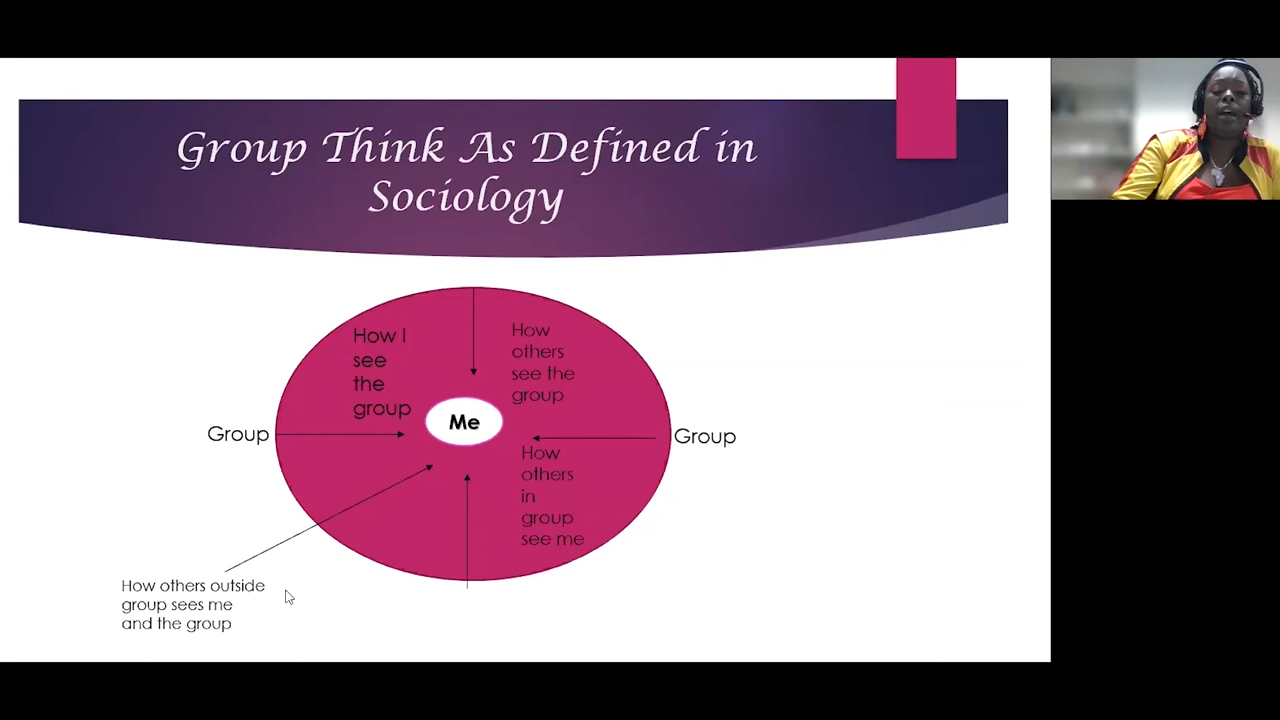 Group Think As Defined in
Sociology
How I
see
the
group
How
others
see the
group
Me
Group
Group
How
others
in
group
see me
How others outside
group sees me
and the group